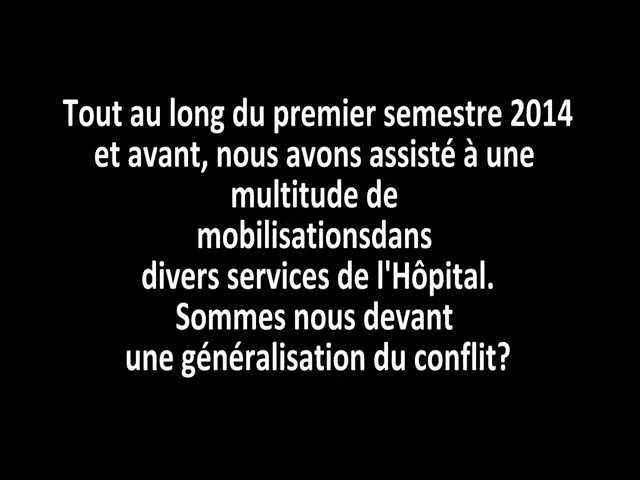 Tout au long du premier semestre 2014
et avant, nous avons assisté à une
multitude de
mobilisationsdans
divers services de l'Hôpital.
Sommes nous devant
une généralisation du conflit?